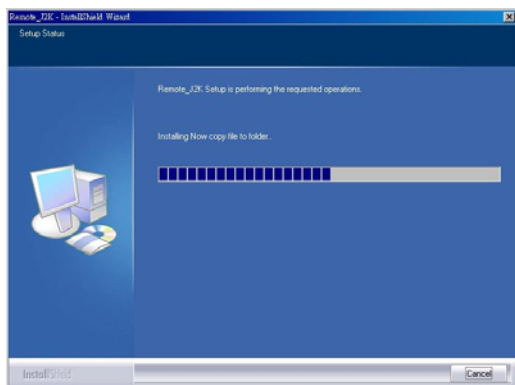 Remote_J2K - InstallShield Wizard
Setup Status
Remote_J2K Setup is performing the requested operations.
Installing Now copy file to folder..
InstallShield
Cancel